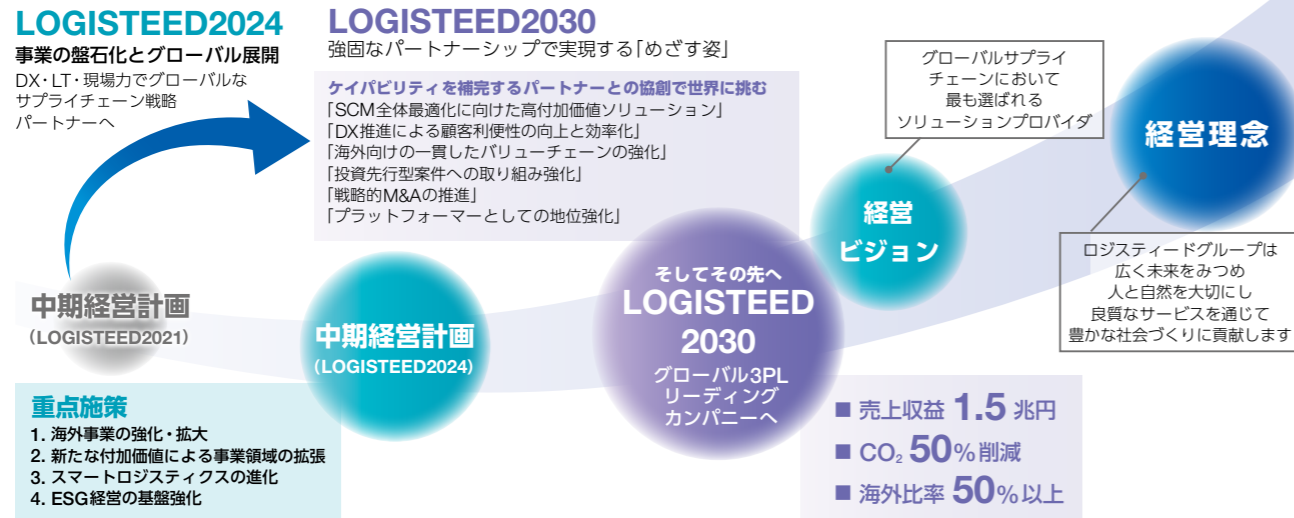 LOGISTEED2024
事業の盤石化とグローバル展開
DX・LT・現場力でグローバルな
サプライチェーン戦略
パートナーへ
LOGISTEED2030
強固なパートナーシップで実現する「めざす姿」
ケイパビリティを補完するパートナーとの協創で世界に挑む
「SCM全体最適化に向けた高付加価値ソリューション」
「DX推進による顧客利便性の向上と効率化」
「海外向けの一貫したバリューチェーンの強化」
「投資先行型案件への取り組み強化」
「戦略的M&Aの推進」
「プラットフォーマーとしての地位強化」
グローバルサプライ
チェーンにおいて
最も選ばれる
ソリューションプロバイダ
経営理念
経営
ビジョン
ロジスティードグループは
広く未来をみつめ
人と自然を大切にし
良質なサービスを通じて
豊かな社会づくりに貢献します
中期経営計画
(LOGISTEED2021)
中期経営計画
(LOGISTEED2024)
そしてその先へ
LOGISTEED
2030
グローバル3PL
リーディング
カンパニーへ
重点施策
1. 海外事業の強化・拡大
2. 新たな付加価値による事業領域の拡張
3. スマートロジスティクスの進化
4. ESG経営の基盤強化
■ 売上収益 1.5 兆円
■ CO₂ 50%削減
■ 海外比率 50%以上